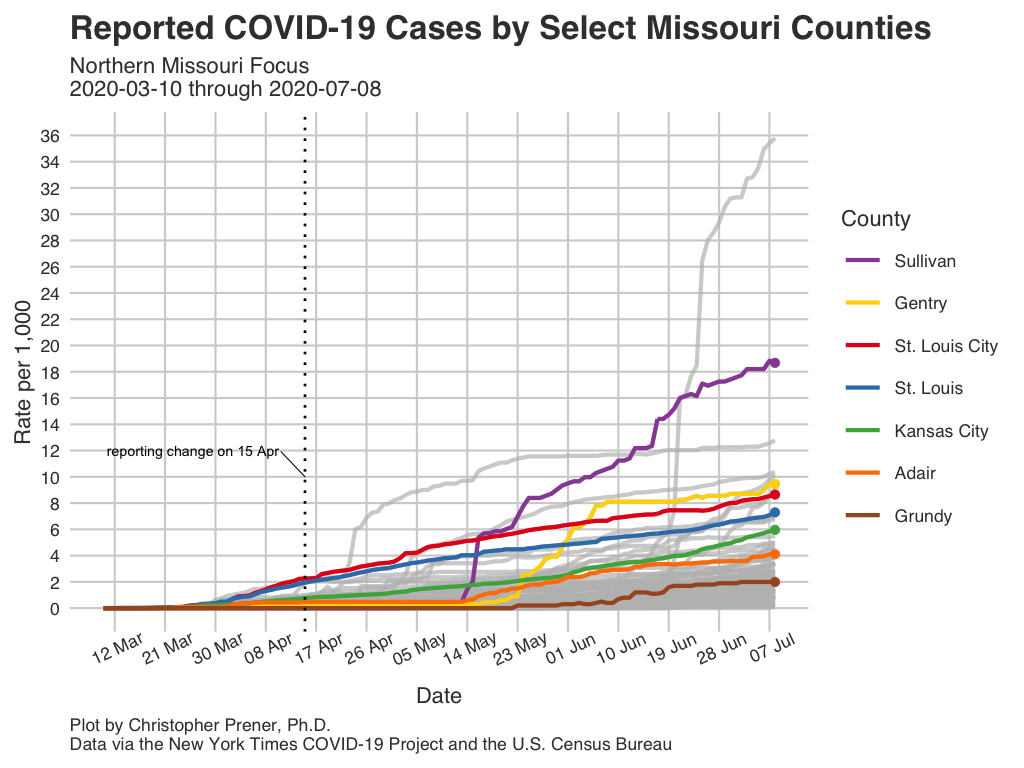 Reported COVID-19 Cases by Select Missouri Counties
Northern Missouri Focus
2020-03-10 through 2020-07-08
36
34
32
30
28
26
24
22
20
18
16
14
12
10
8
6
4
2
0
Rate per 1,000
reporting change on 15 Apr
12 Mar
21 Mar
30 Mar
08 Apr
17 Apr
26 Apr
05 May
14 May
23 May
01 Jun
10 Jun
19 Jun
28 Jun
07 Jul
Date
County
Sullivan
Gentry
St. Louis City
St. Louis
Kansas City
Adair
Grundy
Plot by Christopher Prener, Ph.D.
Data via the New York Times COVID-19 Project and the U.S. Census Bureau